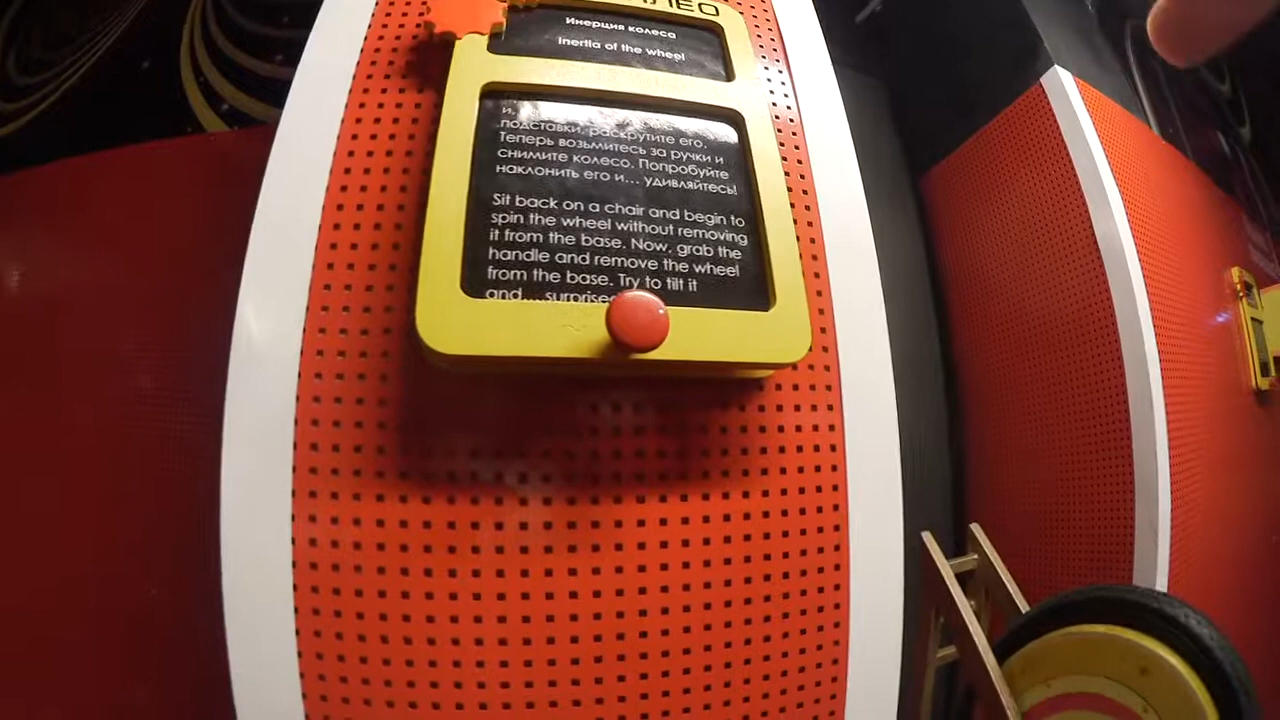 Инерция колеса
Inertia of the wheel
и,
подставки, раскрутите его.
Теперь возьмитесь за ручки и
снимите колесо. Попробуйте
наклонить его и... удивляйтесь!
Sit back on a chair and begin to
spin the wheel without removing
it from the base. Now, grab the
handle and remove the wheel
from the base. Try to tilt it
and....surprised